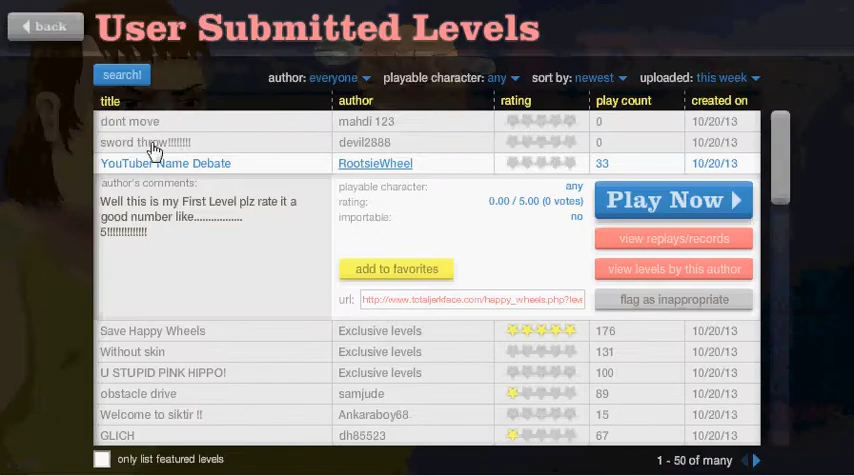 back
User Submitted Levels
search!
author: everyone playable character: any sort by: newest uploaded: this week
title author rating play count created on
dont move mahdi 123 0 10/20/13
sword throw!!!!!!!! devil2888 0 10/20/13
YouTuber Name Debate RootsieWheel 33 10/20/13
author's comments:
Well this is my First Level plz rate it a
good number like.................
5!!!!!!!!!!!!!!
playable character: any
rating: 0.00 / 5.00 (0 votes)
importable: no
Play Now
view replays/records
add to favorites
view levels by this author
url: http://www.totaljerkface.com/happy_wheels.php?leve
flag as inappropriate
Save Happy Wheels Exclusive levels 176 10/20/13
Without skin Exclusive levels 131 10/20/13
U STUPID PINK HIPPO! Exclusive levels 100 10/20/13
obstacle drive samjude 89 10/20/13
Welcome to siktir !! Ankaraboy68 15 10/20/13
GLICH dh85523 67 10/20/13
only list featured levels
1 - 50 of many